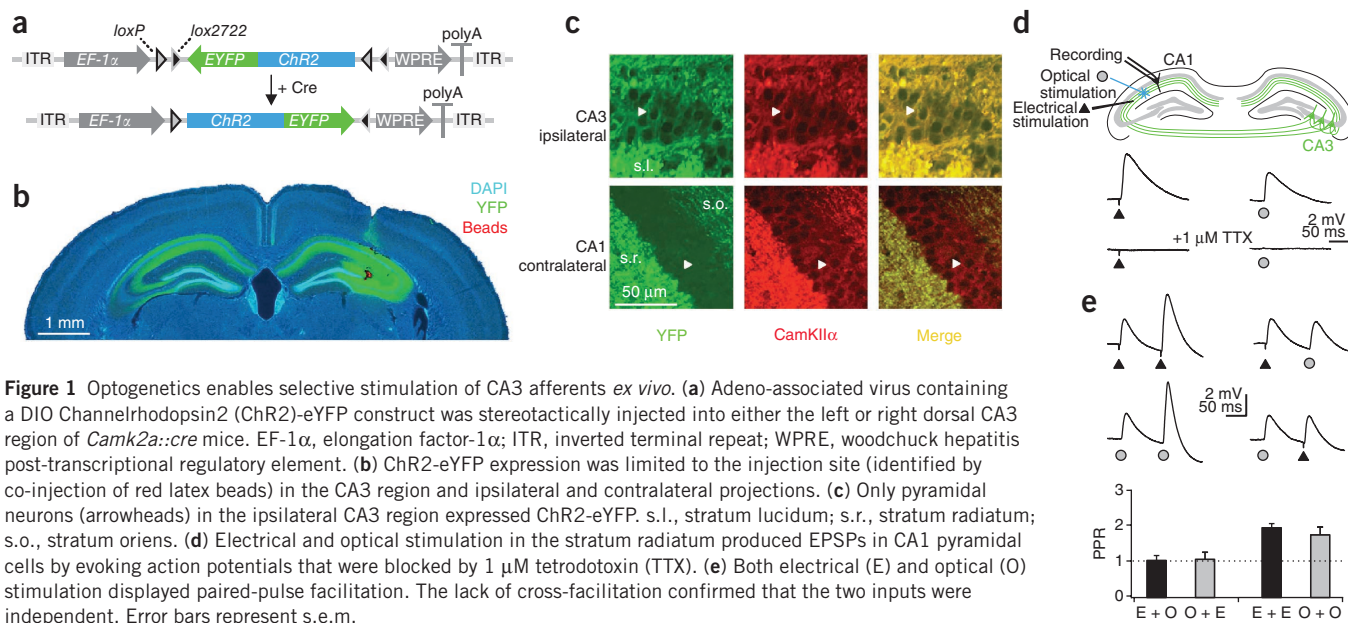 a
loxP lox2722
ITR EF-1α EYFP ChR2 WPRE polyA ITR
+ Cre
ITR EF-1α ChR2 EYFP WPRE polyA ITR
b
DAPI
YFP
Beads
1 mm
c
CA3
ipsilateral
s.l.
CA1
contralateral
s.o.
s.r.
50 μm
YFP CamKIIα Merge
d
Recording
CA1
Optical
stimulation
Electrical
stimulation
CA3
2 mV
50 ms
+1 μM TTX
e
2 mV
50 ms
PPR
3
2
1
0
E + O O + E E + E O + O
Figure 1 Optogenetics enables selective stimulation of CA3 afferents ex vivo. (a) Adeno-associated virus containing
a DIO Channelrhodopsin2 (ChR2)-eYFP construct was stereotactically injected into either the left or right dorsal CA3
region of Camk2a::cre mice. EF-1α, elongation factor-1α; ITR, inverted terminal repeat; WPRE, woodchuck hepatitis
post-transcriptional regulatory element. (b) ChR2-eYFP expression was limited to the injection site (identified by
co-injection of red latex beads) in the CA3 region and ipsilateral and contralateral projections. (c) Only pyramidal
neurons (arrowheads) in the ipsilateral CA3 region expressed ChR2-eYFP. s.l., stratum lucidum; s.r., stratum radiatum;
s.o., stratum oriens. (d) Electrical and optical stimulation in the stratum radiatum produced EPSPs in CA1 pyramidal
cells by evoking action potentials that were blocked by 1 μM tetrodotoxin (TTX). (e) Both electrical (E) and optical (O)
stimulation displayed paired-pulse facilitation. The lack of cross-facilitation confirmed that the two inputs were
independent. Error bars represent s.e.m.